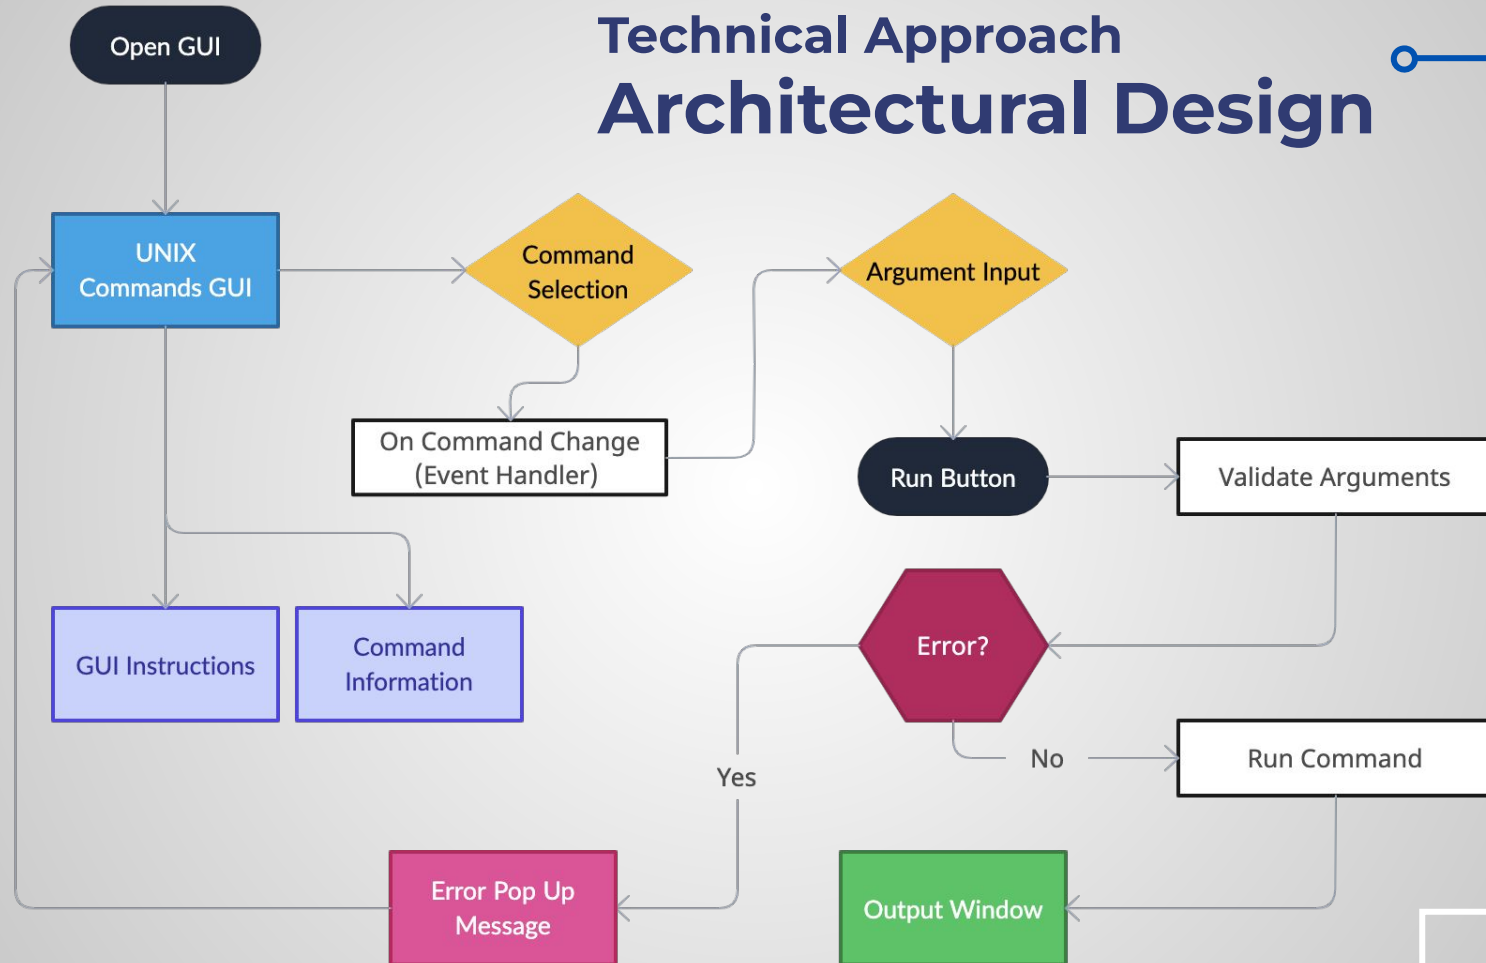 Open GUI
Technical Approach
Architectural Design
UNIX
Commands GUI
Command
Selection
Argument Input
On Command Change
(Event Handler)
Run Button
Validate Arguments
GUI Instructions
Command
Information
Error?
Yes
No
Run Command
Error Pop Up
Message
Output Window